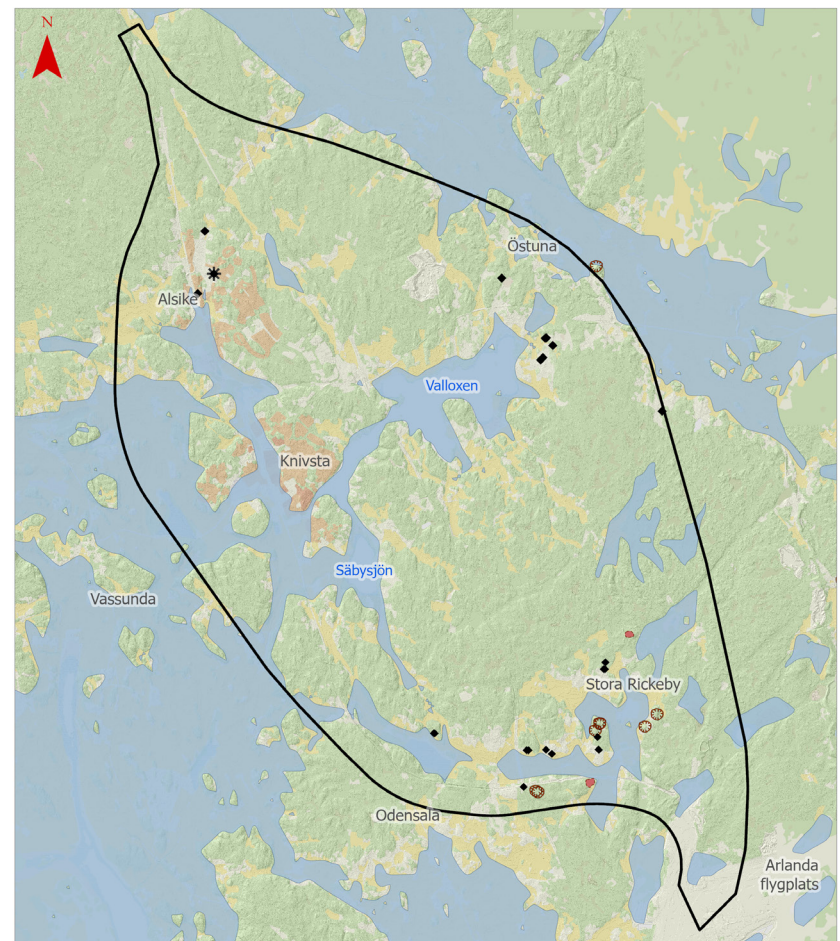 N
Östuna
Alsike
Valloxen
Knivsta
Säbysjön
Vassunda
Stora Rickeby
Odensala
Arlanda
flygplats